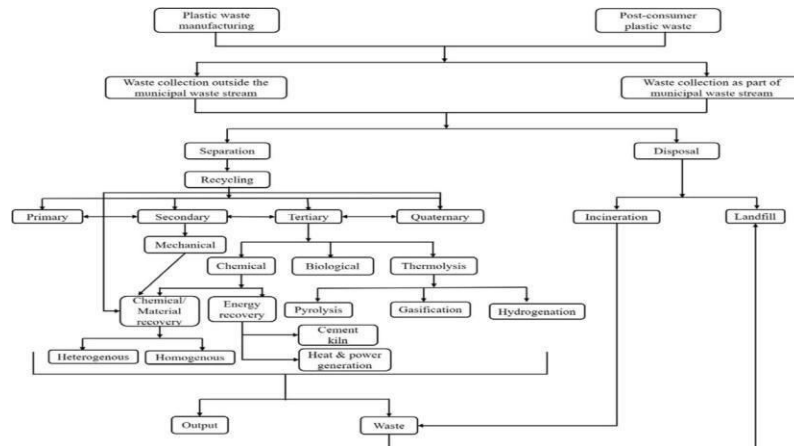 Plastic waste
manufacturing
Post-consumer
plastic waste
Waste collection outside the
municipal waste stream
Waste collection as part of
municipal waste stream
Separation
Disposal
Recycling
Primary
Secondary
Tertiary
Quaternary
Incineration
Landfill
Mechanical
Chemical
Biological
Thermolysis
Chemical/
Material
recovery
Energy
recovery
Pyrolysis
Gasification
Hydrogenation
Cement
kiln
Heterogenous
Homogenous
Heat & power
generation
Output
Waste